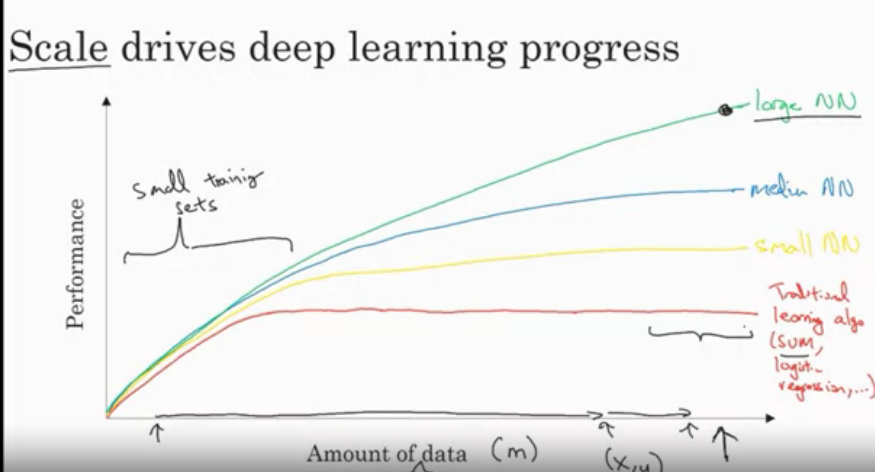 Scale drives deep learning progress
large NN
small training
sets
medium NN
small NN
Performance
Traditional
learning algo
(SVM,
logistic
regression,...)
Amount of data (m)
(x,y)